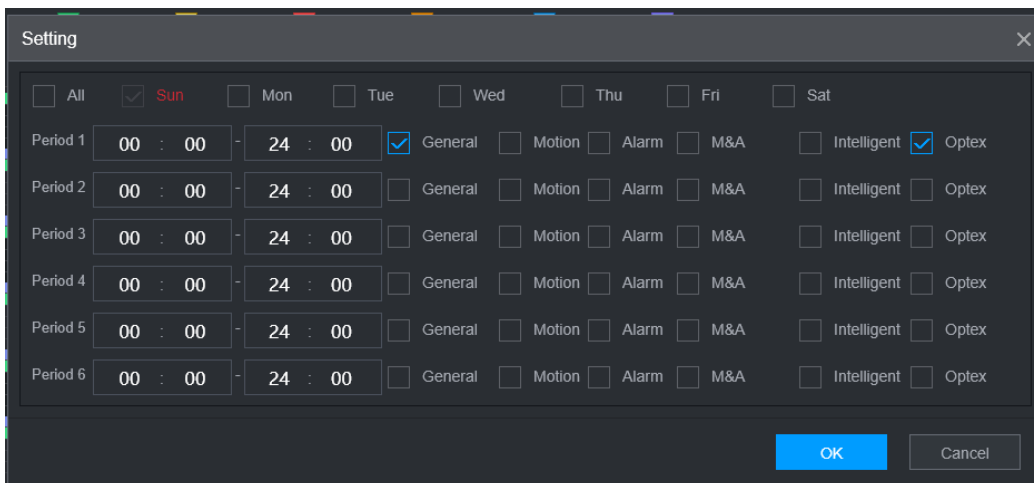 Setting
All Sun Mon Tue Wed Thu Fri Sat
Period 1 00 : 00 - 24 : 00 General Motion Alarm M&A Intelligent Optex
Period 2 00 : 00 - 24 : 00 General Motion Alarm M&A Intelligent Optex
Period 3 00 : 00 - 24 : 00 General Motion Alarm M&A Intelligent Optex
Period 4 00 : 00 - 24 : 00 General Motion Alarm M&A Intelligent Optex
Period 5 00 : 00 - 24 : 00 General Motion Alarm M&A Intelligent Optex
Period 6 00 : 00 - 24 : 00 General Motion Alarm M&A Intelligent Optex
OK Cancel